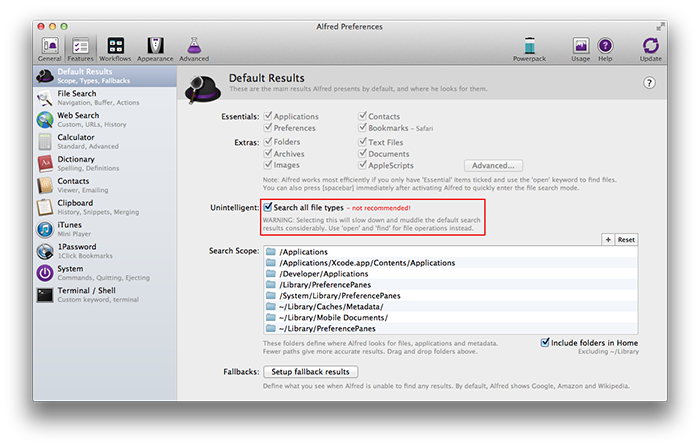 Alfred Preferences
General
Features
Workflows
Appearance
Advanced
Powerpack
Usage
Help
Update
Default Results
Scope, Types, Fallbacks
File Search
Navigation, Buffer, Actions
Web Search
Custom, URLs, History
Calculator
Standard, Advanced
Dictionary
Spelling, Definitions
Contacts
Viewer, Emailing
Clipboard
History, Snippets, Merging
iTunes
Mini Player
1Password
1Click Bookmarks
System
Commands, Quitting, Ejecting
Terminal / Shell
Custom keyword, terminal
Default Results
These are the main results Alfred presents by default, and where he looks for them.
?
Essentials: Applications Contacts
Preferences Bookmarks - Safari
Extras: Folders Text Files
Archives Documents
Images AppleScripts Advanced...
Note: Alfred works most efficiently if you only have 'Essential' items ticked and use the 'open' keyword to find files.
You can also press [spacebar] immediately after activating Alfred to quickly enter the file search mode.
Unintelligent: Search all file types - not recommended!
WARNING: Selecting this will slow down and muddle the default search
results considerably. Use 'open' and 'find' for file operations instead.
+ Reset
Search Scope: /Applications
/Applications/Xcode.app/Contents/Applications
/Developer/Applications
/Library/PreferencePanes
/System/Library/PreferencePanes
~/Library/Caches/Metadata/
~/Library/Mobile Documents/
~/Library/PreferencePanes
These folders define where Alfred looks for files, applications and metadata.
Fewer paths give more accurate results. Drag and drop folders above.
Include folders in Home
Excluding ~/Library
Fallbacks: Setup fallback results
Define what you see when Alfred is unable to find any results. By default, Alfred shows Google, Amazon and Wikipedia.